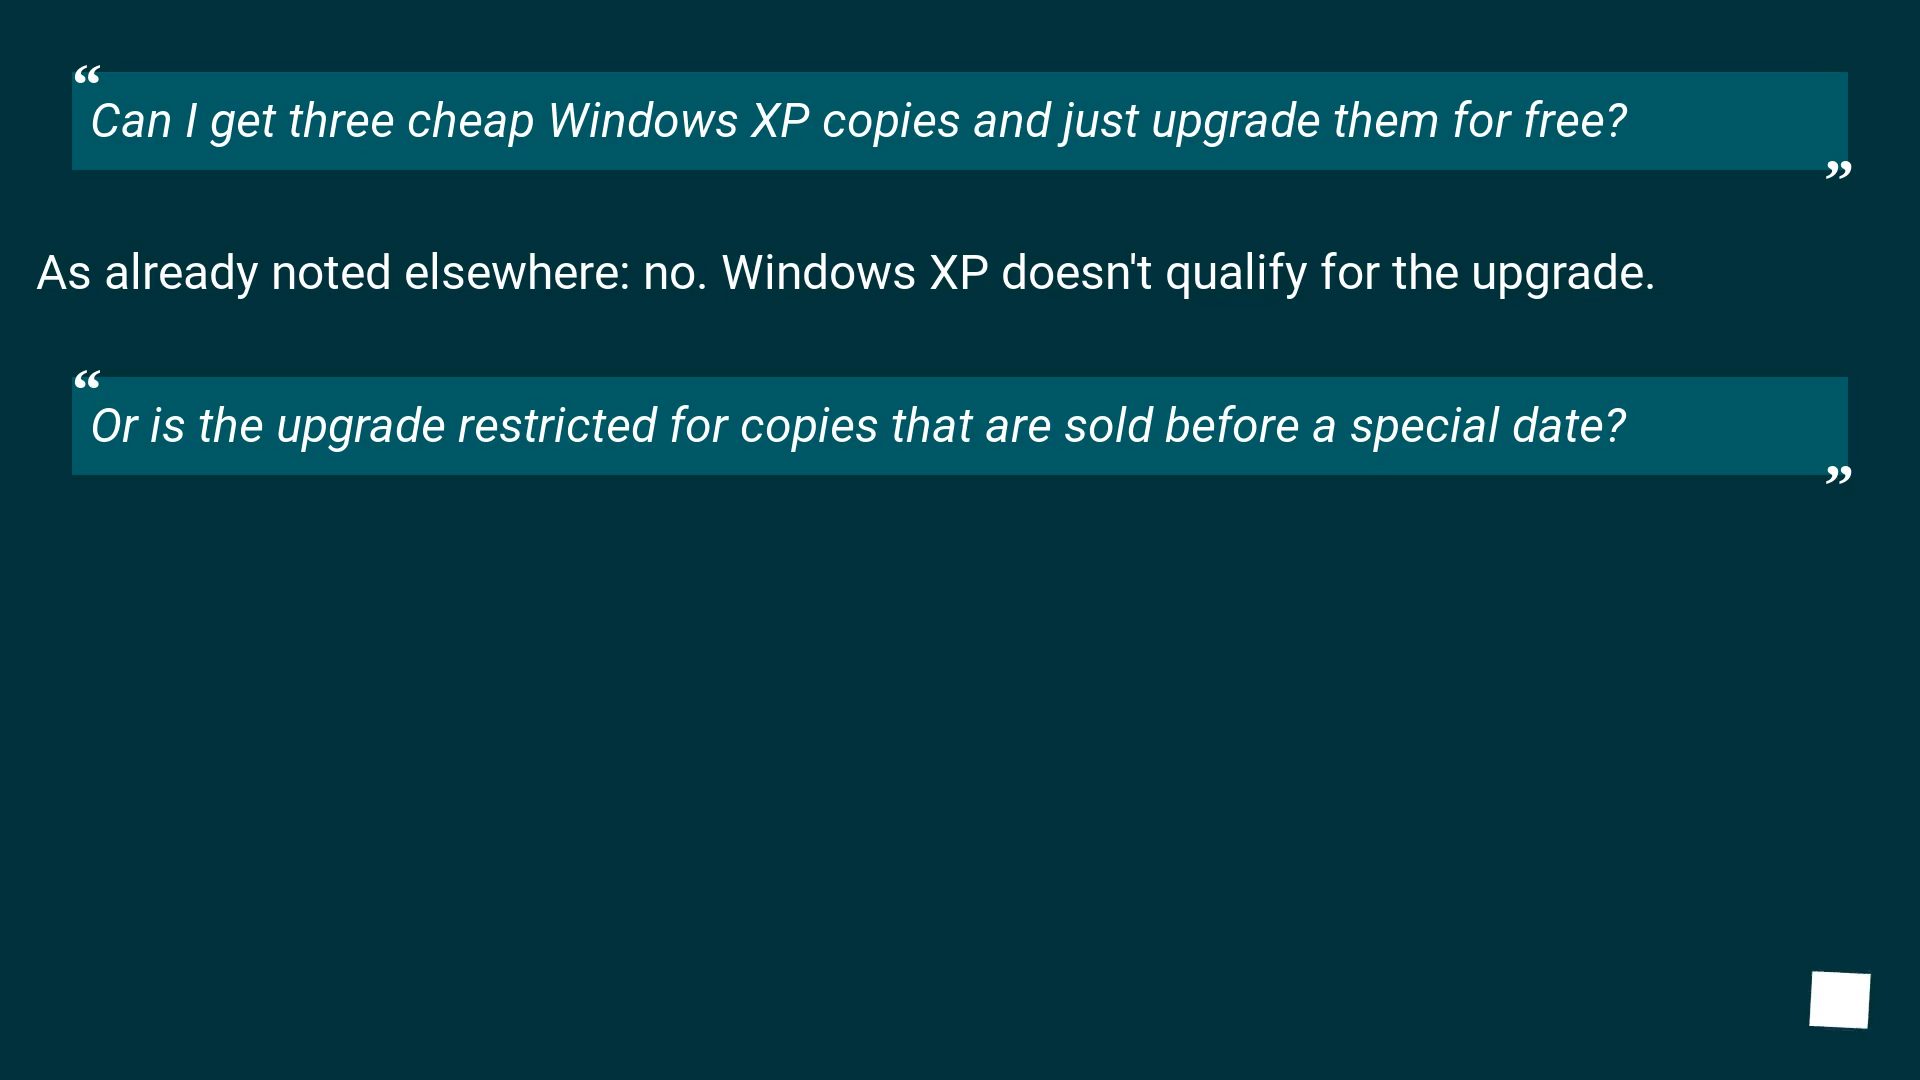 “
Can I get three cheap Windows XP copies and just upgrade them for free?
”
As already noted elsewhere: no. Windows XP doesn't qualify for the upgrade.
“
Or is the upgrade restricted for copies that are sold before a special date?
”